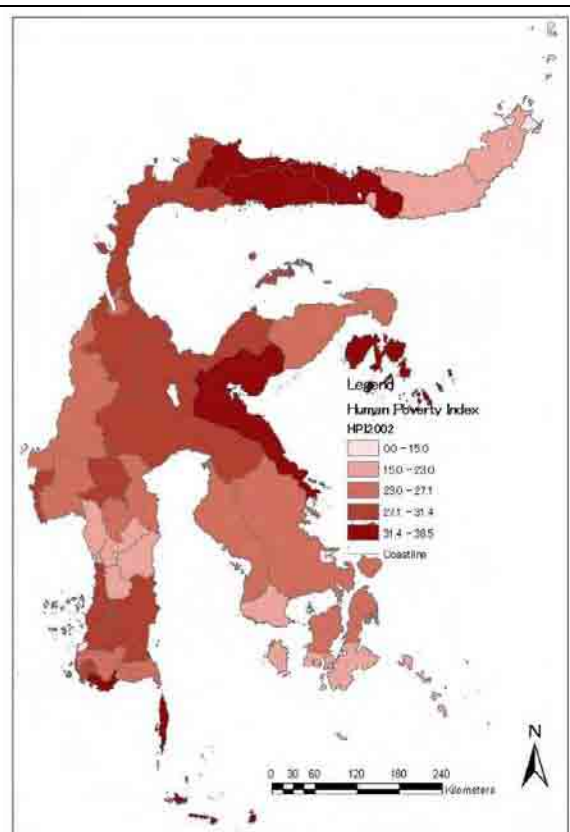 Legend
Human Poverty Index
HPI2002
0.0 - 15.0
15.0 - 23.0
23.0 - 27.1
27.1 - 31.4
31.4 - 38.5
Coastline
N
0 30 60 120 180 240
Kilometers